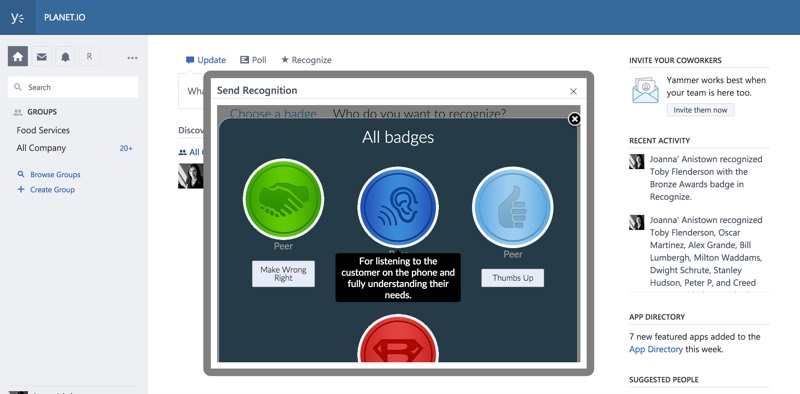 y
PLANET.IO
R
...
Search
GROUPS
Food Services
All Company 20+
Browse Groups
Create Group
Update Poll Recognize
Send Recognition
Choose a badge Who do you want to recognize?
All badges
Peer
Make Wrong
Right
For listening to the
customer on the phone and
fully understanding their
needs.
Peer
Thumbs Up
INVITE YOUR COWORKERS
Yammer works best when
your team is here too.
Invite them now
RECENT ACTIVITY
Joanna' Anistown recognized
Toby Flenderson with the
Bronze Awards badge in
Recognize.
Joanna' Anistown recognized
Toby Flenderson, Oscar
Martinez, Alex Grande, Bill
Lumbergh, Milton Waddams,
Dwight Schrute, Stanley
Hudson, Peter P, and Creed
APP DIRECTORY
7 new featured apps added to the
App Directory this week.
SUGGESTED PEOPLE